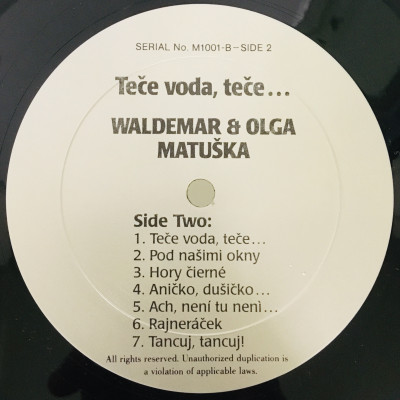 SERIAL No. M1001-B-SIDE 2
Teče voda, teče...
WALDEMAR & OLGA
MATUŠKA
Side Two:
1. Teče voda, teče...
2. Pod našimi okny
3. Hory čierné
4. Aničko, dušičko...
5. Ach, není tu neni...
6. Rajneráček
7. Tancuj, tancuj!
All rights reserved. Unauthorized duplication is
a violation of applicable laws.